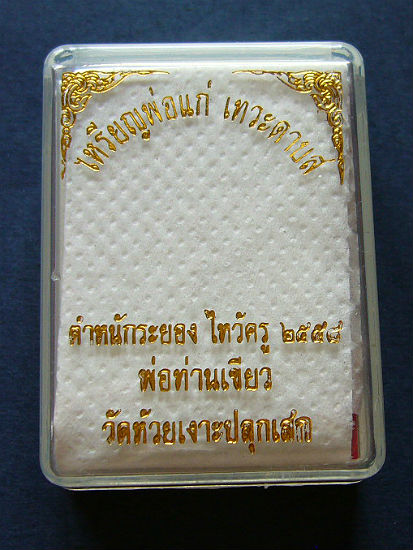 เหรียญพ่อแก่ เทวะดาบส
ตำหนักระยอง ไหว้ครู ๒๕๕๘
พ่อท่านเขียว
วัดห้วยเงาะปลุกเสก